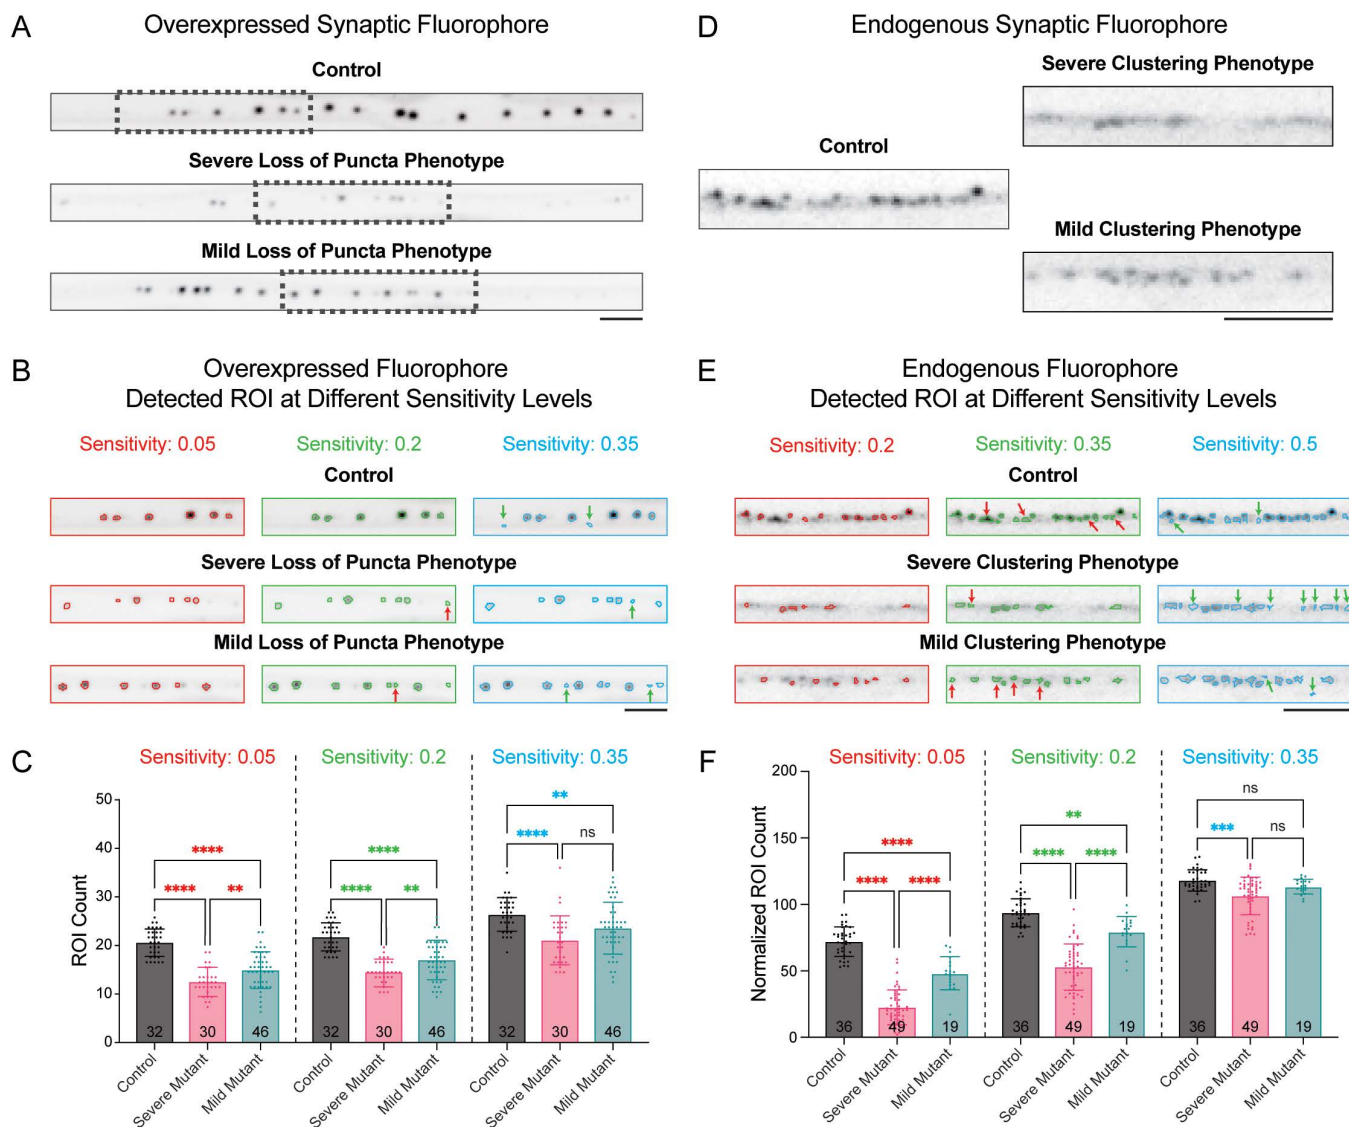 A
Overexpressed Synaptic Fluorophore
Control
Severe Loss of Puncta Phenotype
Mild Loss of Puncta Phenotype
D
Endogenous Synaptic Fluorophore
Control
Severe Clustering Phenotype
Mild Clustering Phenotype
B
Overexpressed Fluorophore
Detected ROI at Different Sensitivity Levels
Sensitivity: 0.05
Sensitivity: 0.2
Sensitivity: 0.35
Control
Severe Loss of Puncta Phenotype
Mild Loss of Puncta Phenotype
E
Endogenous Fluorophore
Detected ROI at Different Sensitivity Levels
Sensitivity: 0.2
Sensitivity: 0.35
Sensitivity: 0.5
Control
Severe Clustering Phenotype
Mild Clustering Phenotype
C
Sensitivity: 0.05
Sensitivity: 0.2
Sensitivity: 0.35
ROI Count
50
40
30
20
10
0
****
**** **
****
**** **
**
**** ns
32 30 46 32 30 46 32 30 46
Control Severe Mutant Mild Mutant Control Severe Mutant Mild Mutant Control Severe Mutant Mild Mutant
F
Sensitivity: 0.05
Sensitivity: 0.2
Sensitivity: 0.35
Normalized ROI Count
200
150
100
50
0
****
**** ****
**
**** ****
ns
*** ns
36 49 19 36 49 19 36 49 19
Control Severe Mutant Mild Mutant Control Severe Mutant Mild Mutant Control Severe Mutant Mild Mutant